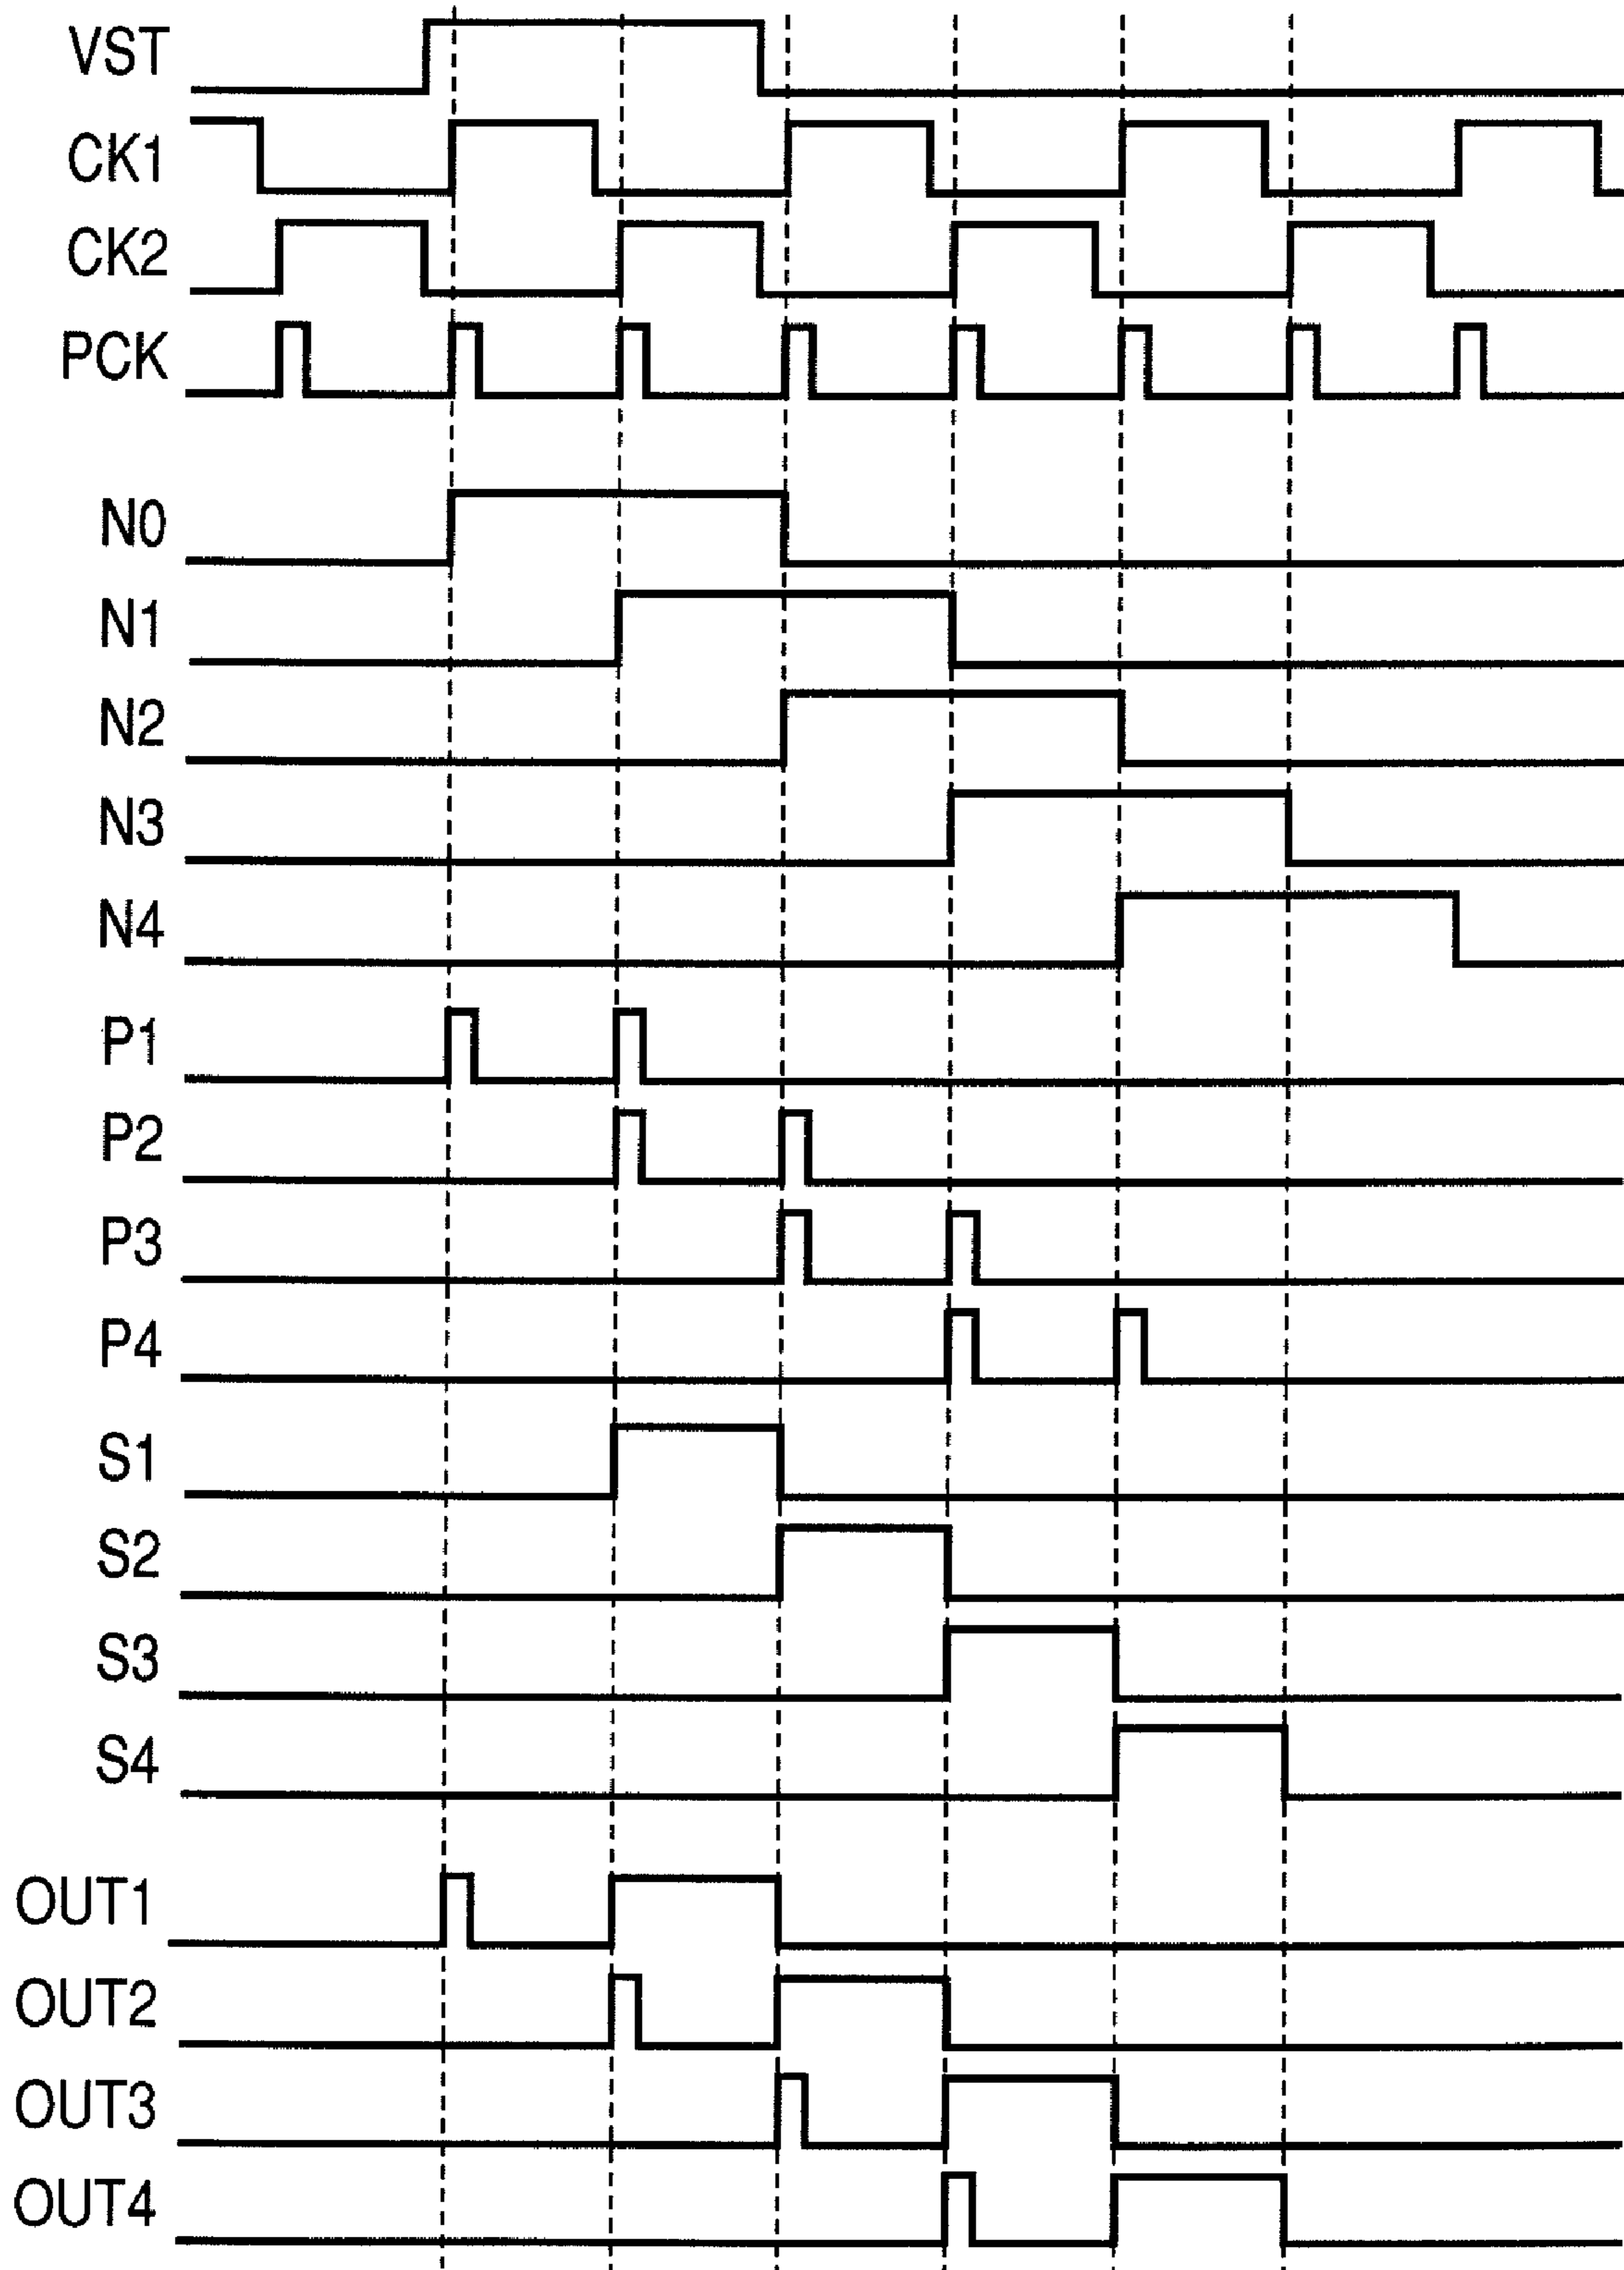 VST
CK1
CK2
PCK
N0
N1
N2
N3
N4
P1
P2
P3
P4
S1
S2
S3
S4
OUT1
OUT2
OUT3
OUT4